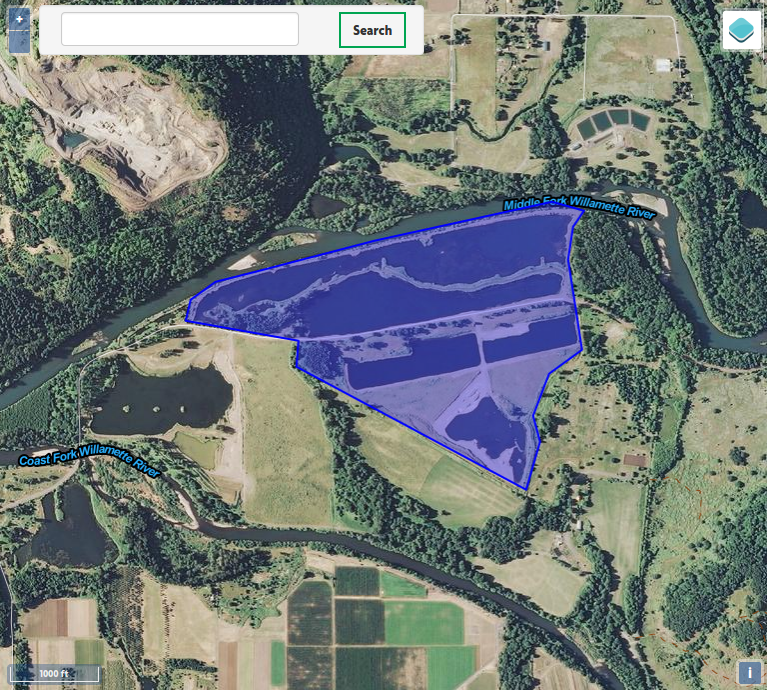 +
Search
Middle Fork Willamette River
Coast Fork Willamette River
1000 ft
i